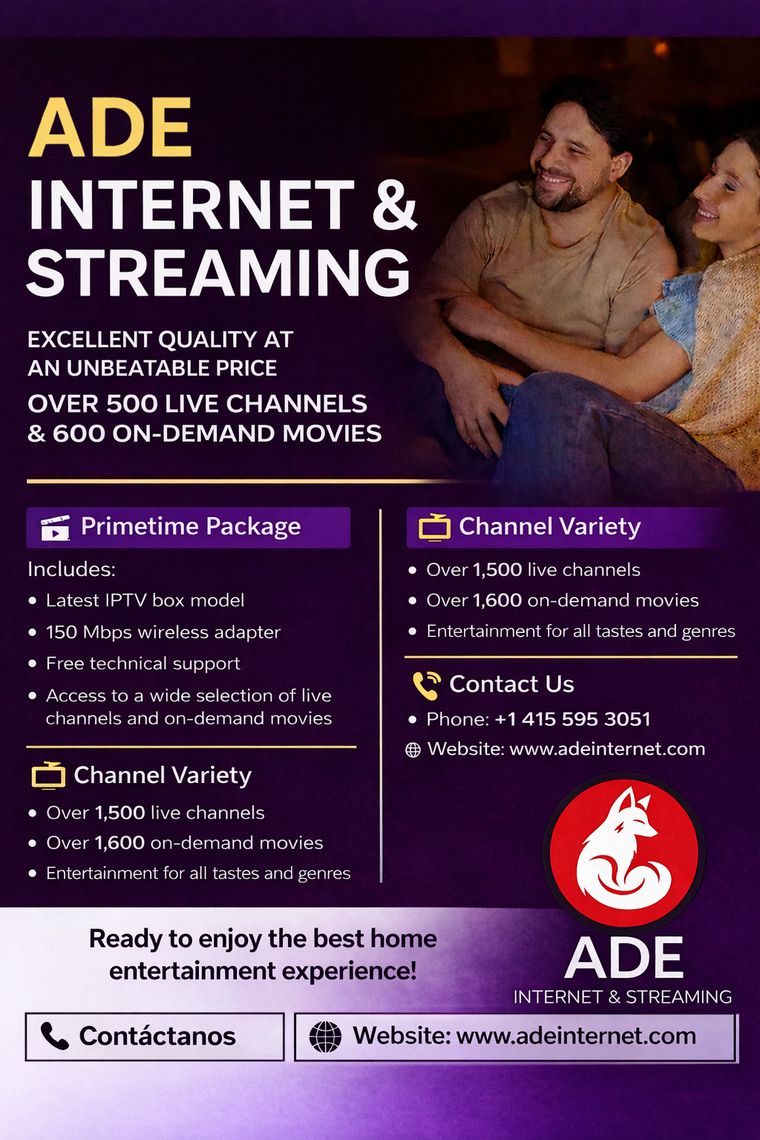 ADE
INTERNET &
STREAMING
EXCELLENT QUALITY AT
AN UNBEATABLE PRICE
OVER 500 LIVE CHANNELS
& 600 ON-DEMAND MOVIES
Primetime Package
Includes:
• Latest IPTV box model
• 150 Mbps wireless adapter
• Free technical support
• Access to a wide selection of live
channels and on-demand movies
Channel Variety
• Over 1,500 live channels
• Over 1,600 on-demand movies
• Entertainment for all tastes and genres
Channel Variety
• Over 1,500 live channels
• Over 1,600 on-demand movies
• Entertainment for all tastes and genres
Contact Us
• Phone: +1 415 595 3051
Website: www.adeinternet.com
ADE
INTERNET & STREAMING
Ready to enjoy the best home
entertainment experience!
Contáctanos
Website: www.adeinternet.com